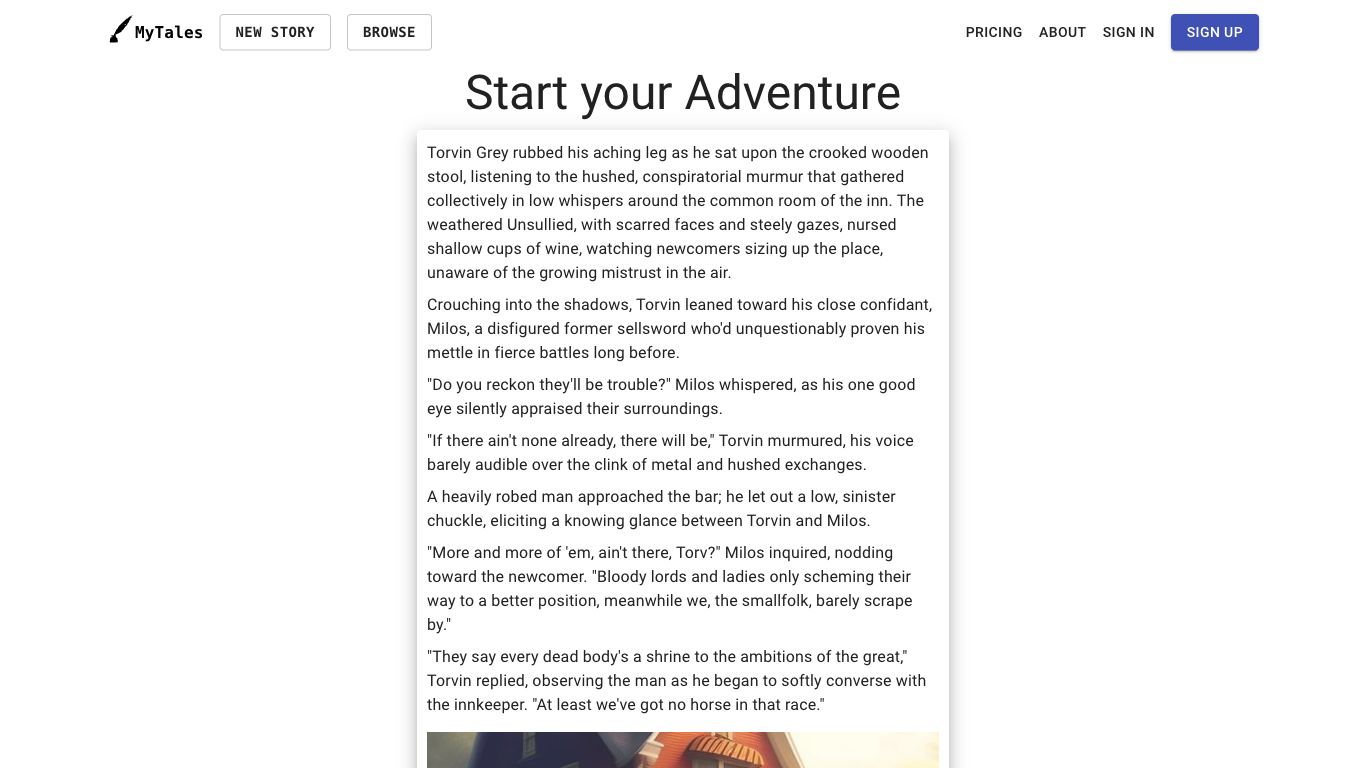 MyTales NEW STORY BROWSE PRICING ABOUT SIGN IN SIGN UP
Start your Adventure
Torvin Grey rubbed his aching leg as he sat upon the crooked wooden
stool, listening to the hushed, conspiratorial murmur that gathered
collectively in low whispers around the common room of the inn. The
weathered Unsullied, with scarred faces and steely gazes, nursed
shallow cups of wine, watching newcomers sizing up the place,
unaware of the growing mistrust in the air.
Crouching into the shadows, Torvin leaned toward his close confidant,
Milos, a disfigured former sellsword who'd unquestionably proven his
mettle in fierce battles long before.
"Do you reckon they'll be trouble?" Milos whispered, as his one good
eye silently appraised their surroundings.
"If there ain't none already, there will be," Torvin murmured, his voice
barely audible over the clink of metal and hushed exchanges.
A heavily robed man approached the bar; he let out a low, sinister
chuckle, eliciting a knowing glance between Torvin and Milos.
"More and more of 'em, ain't there, Torv?" Milos inquired, nodding
toward the newcomer. "Bloody lords and ladies only scheming their
way to a better position, meanwhile we, the smallfolk, barely scrape
by."
"They say every dead body's a shrine to the ambitions of the great,"
Torvin replied, observing the man as he began to softly converse with
the innkeeper. "At least we've got no horse in that race."